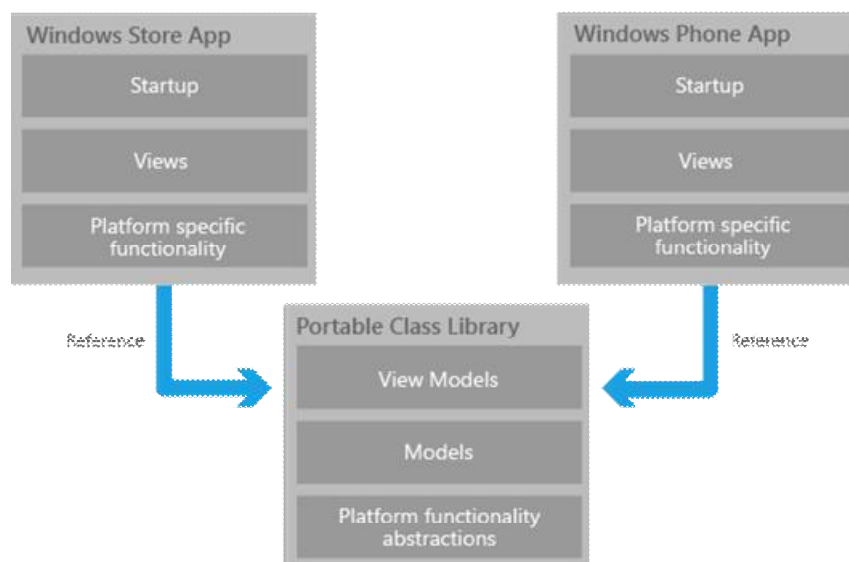 Windows Store App
Startup
Views
Platform specific
functionality
Windows Phone App
Startup
Views
Platform specific
functionality
Reference
Reference
Portable Class Library
View Models
Models
Platform functionality
abstractions